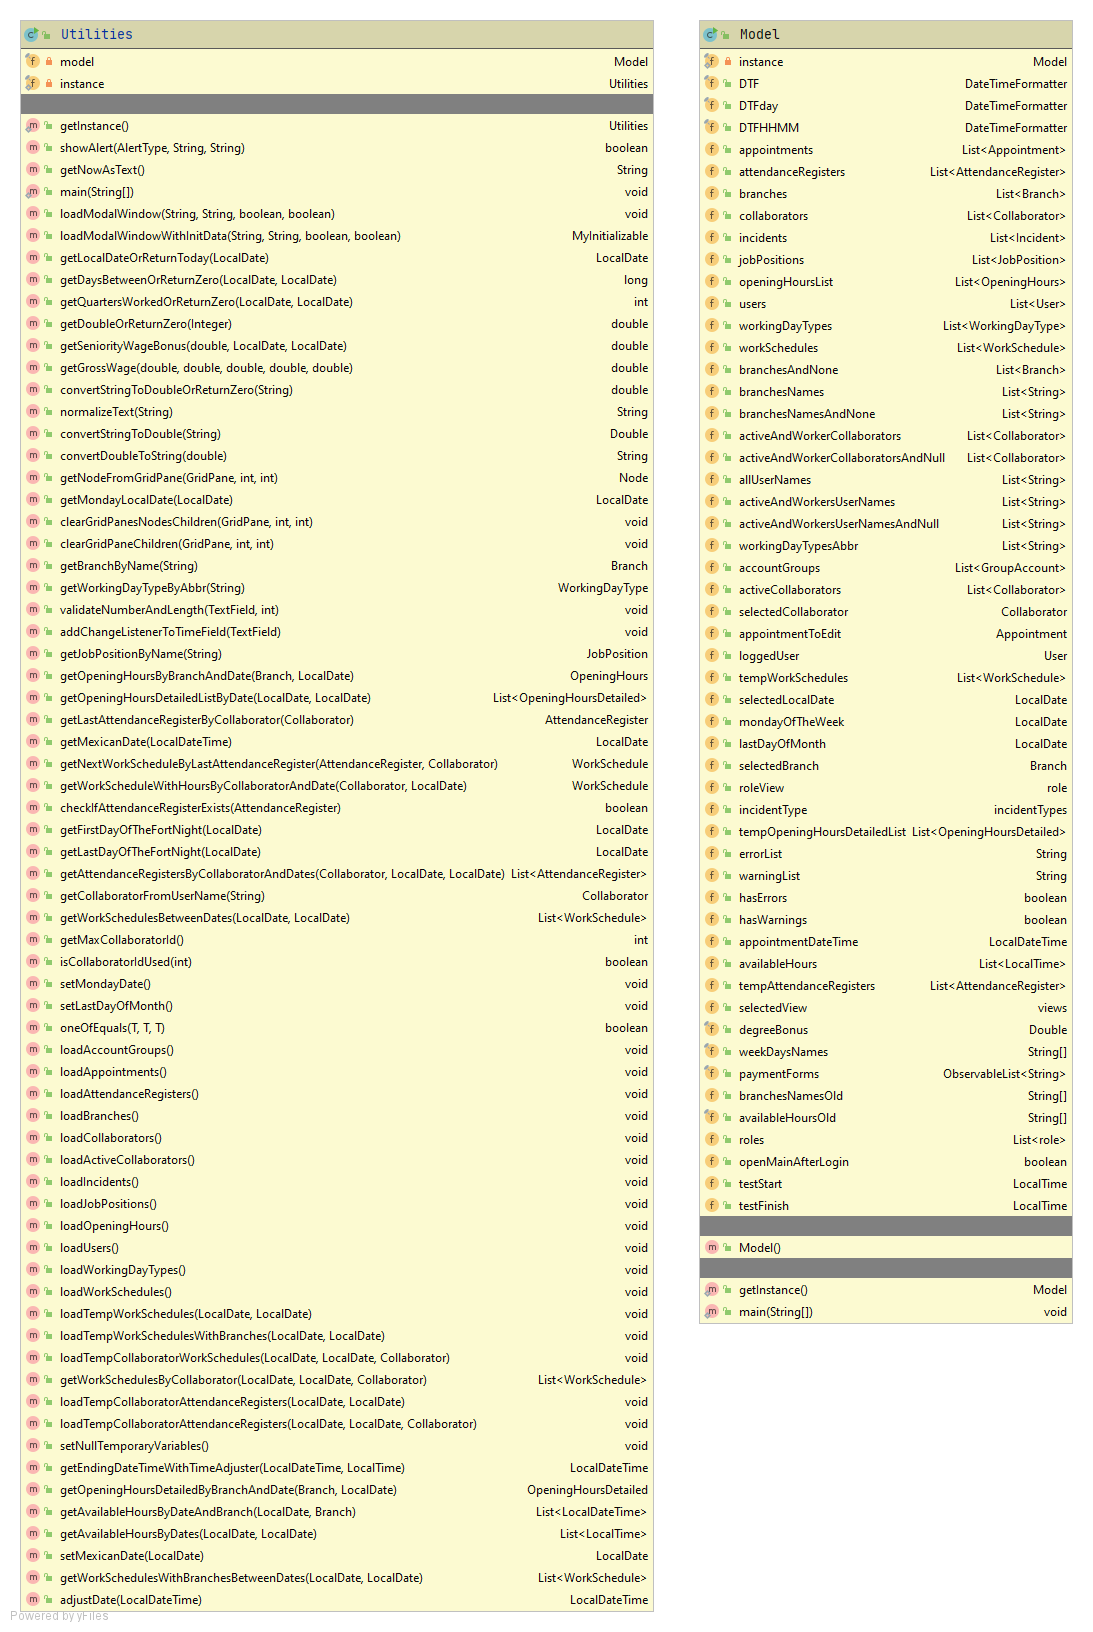 Utilities
model Model
instance Utilities
getInstance() Utilities
showAlert(AlertType, String, String) boolean
getNowAsText() String
main(String[]) void
loadModalWindow(String, String, boolean, boolean) void
loadModalWindowWithInitData(String, String, boolean, boolean) MyInitializable
getLocalDateOrReturnToday(LocalDate) LocalDate
getDaysBetweenOrReturnZero(LocalDate, LocalDate) long
getQuartersWorkedOrReturnZero(LocalDate, LocalDate) int
getDoubleOrReturnZero(Integer) double
getSeniorityWageBonus(double, LocalDate, LocalDate) double
getGrossWage(double, double, double, double, double) double
convertStringToDoubleOrReturnZero(String) double
normalizeText(String) String
convertStringToDouble(String) Double
convertDoubleToString(double) String
getNodeFromGridPane(GridPane, int, int) Node
getMondayLocalDate(LocalDate) LocalDate
clearGridPanesNodesChildren(GridPane, int, int) void
clearGridPaneChildren(GridPane, int, int) void
getBranchByName(String) Branch
getWorkingDayTypeByAbbr(String) WorkingDayType
validateNumberAndLength(TextField, int) void
addChangeListenerToTimeField(TextField) void
getJobPositionByName(String) JobPosition
getOpeningHoursByBranchAndDate(Branch, LocalDate) OpeningHours
getOpeningHoursDetailedListByDate(LocalDate, LocalDate) List<OpeningHoursDetailed>
getLastAttendanceRegisterByCollaborator(Collaborator) AttendanceRegister
getMexicanDate(LocalDateTime) LocalDate
getNextWorkScheduleByLastAttendanceRegister(AttendanceRegister, Collaborator) WorkSchedule
getWorkScheduleWithHoursByCollaboratorAndDate(Collaborator, LocalDate) WorkSchedule
checkIfAttendanceRegisterExists(AttendanceRegister) boolean
getFirstDayOfTheFortNight(LocalDate) LocalDate
getLastDayOfTheFortNight(LocalDate) LocalDate
getAttendanceRegistersByCollaboratorAndDates(Collaborator, LocalDate, LocalDate) List<AttendanceRegister>
getCollaboratorFromUserName(String) Collaborator
getWorkSchedulesBetweenDates(LocalDate, LocalDate) List<WorkSchedule>
getMaxCollaboratorId() int
isCollaboratorIdUsed(int) boolean
setMondayDate() void
setLastDayOfMonth() void
oneOfEquals(T, T, T) boolean
loadAccountGroups() void
loadAppointments() void
loadAttendanceRegisters() void
loadBranches() void
loadCollaborators() void
loadActiveCollaborators() void
loadIncidents() void
loadJobPositions() void
loadOpeningHours() void
loadUsers() void
loadWorkingDayTypes() void
loadWorkSchedules() void
loadTempWorkSchedules(LocalDate, LocalDate) void
loadTempWorkSchedulesWithBranches(LocalDate, LocalDate) void
loadTempCollaboratorWorkSchedules(LocalDate, LocalDate, Collaborator) void
getWorkSchedulesByCollaborator(LocalDate, LocalDate, Collaborator) List<WorkSchedule>
loadTempCollaboratorAttendanceRegisters(LocalDate, LocalDate) void
loadTempCollaboratorAttendanceRegisters(LocalDate, LocalDate, Collaborator) void
setNullTemporaryVariables() void
getEndingDateTimeWithTimeAdjuster(LocalDateTime, LocalTime) LocalDateTime
getOpeningHoursDetailedByBranchAndDate(Branch, LocalDate) OpeningHoursDetailed
getAvailableHoursByDateAndBranch(LocalDate, Branch) List<LocalDateTime>
getAvailableHoursByDates(LocalDate, LocalDate) List<LocalTime>
setMexicanDate(LocalDate) LocalDate
getWorkSchedulesWithBranchesBetweenDates(LocalDate, LocalDate) List<WorkSchedule>
adjustDate(LocalDateTime) LocalDateTime
Model
instance Model
DTF DateTimeFormatter
DTFday DateTimeFormatter
DTFHHMM DateTimeFormatter
appointments List<Appointment>
attendanceRegisters List<AttendanceRegister>
branches List<Branch>
collaborators List<Collaborator>
incidents List<Incident>
jobPositions List<JobPosition>
openingHoursList List<OpeningHours>
users List<User>
workingDayTypes List<WorkingDayType>
workSchedules List<WorkSchedule>
branchesAndNone List<Branch>
branchesNames List<String>
branchesNamesAndNone List<String>
activeAndWorkerCollaborators List<Collaborator>
activeAndWorkerCollaboratorsAndNull List<Collaborator>
allUserNames List<String>
activeAndWorkersUserNames List<String>
activeAndWorkersUserNamesAndNull List<String>
workingDayTypesAbbr List<String>
accountGroups List<GroupAccount>
activeCollaborators List<Collaborator>
selectedCollaborator Collaborator
appointmentToEdit Appointment
loggedUser User
tempWorkSchedules List<WorkSchedule>
selectedLocalDate LocalDate
mondayOfTheWeek LocalDate
lastDayOfMonth LocalDate
selectedBranch Branch
roleView role
incidentType incidentTypes
tempOpeningHoursDetailedList List<OpeningHoursDetailed>
errorList String
warningList String
hasErrors boolean
hasWarnings boolean
appointmentDateTime LocalDateTime
availableHours List<LocalTime>
tempAttendanceRegisters List<AttendanceRegister>
selectedView views
degreeBonus Double
weekDaysNames String[]
paymentForms ObservableList<String>
branchesNamesOld String[]
availableHoursOld String[]
roles List<role>
openMainAfterLogin boolean
testStart LocalTime
testFinish LocalTime
Model()
getInstance() Model
main(String[]) void
Powered by yFiles